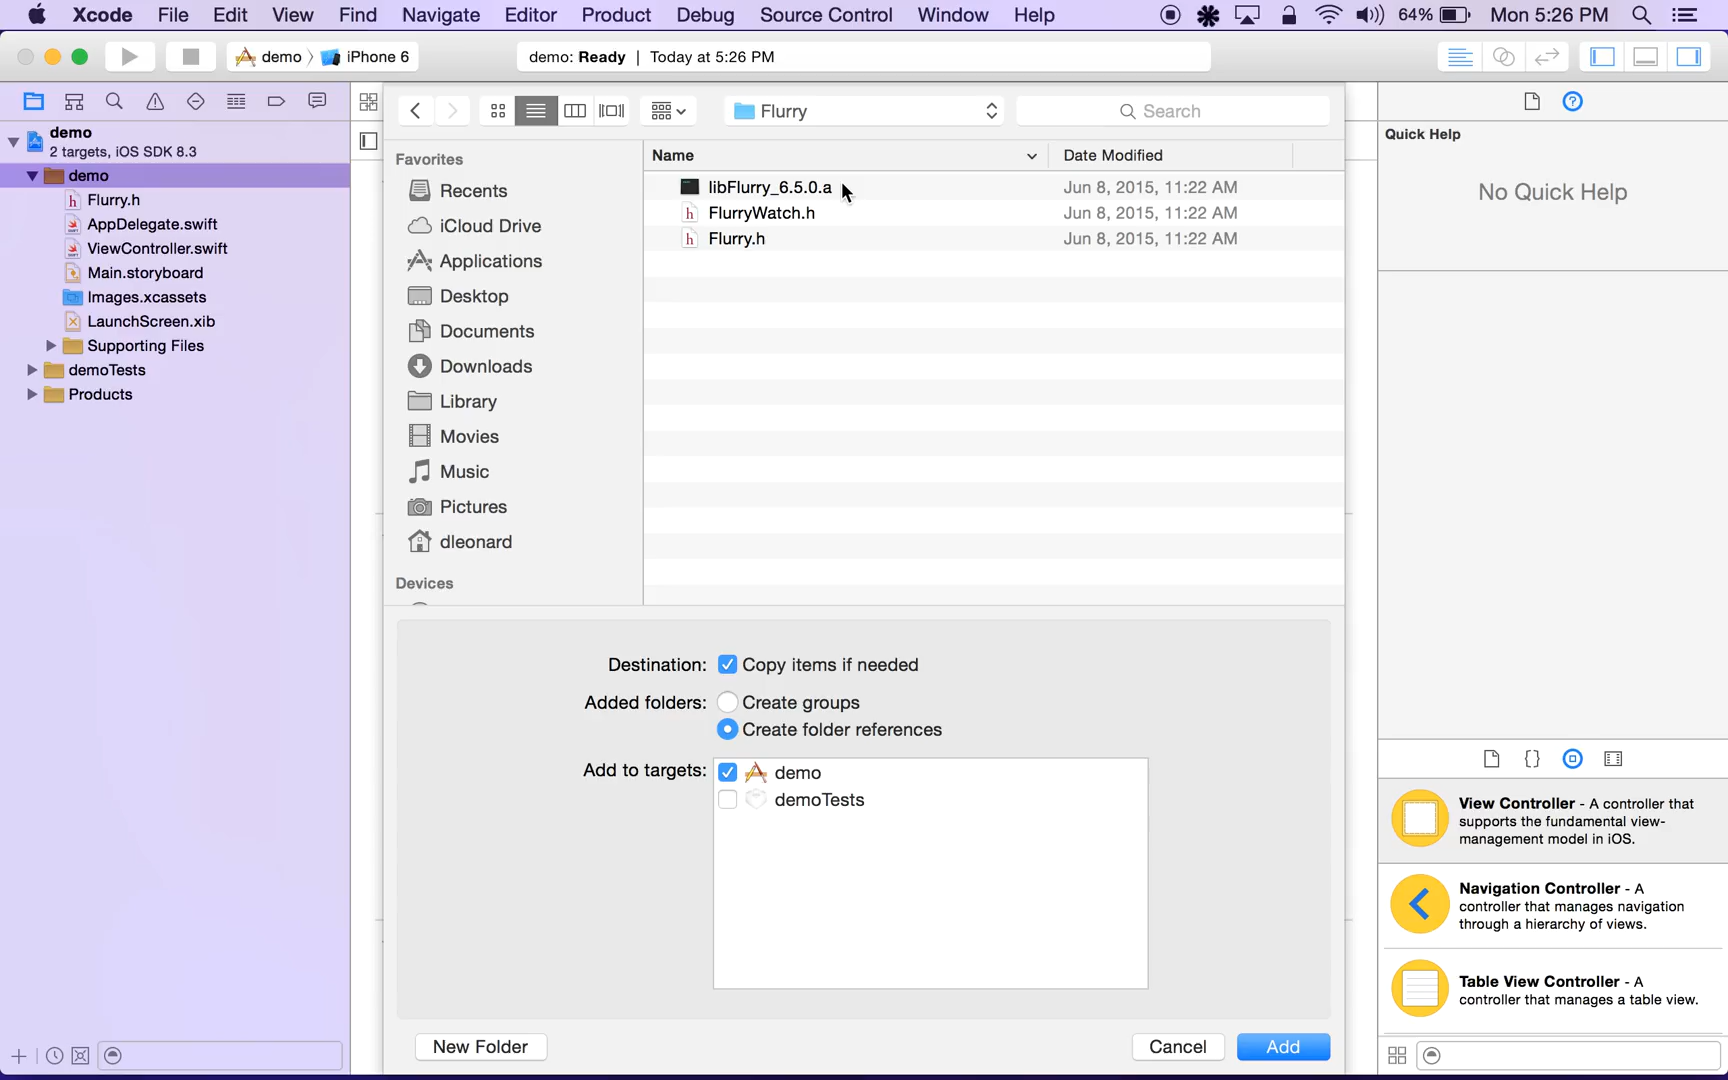 Xcode File Edit View Find Navigate Editor Product Debug Source Control Window Help 64% Mon 5:26 PM
demo iPhone 6 demo: Ready | Today at 5:26 PM
demo
2 targets, iOS SDK 8.3
demo
Flurry.h
AppDelegate.swift
ViewController.swift
Main.storyboard
Images.xcassets
LaunchScreen.xib
Supporting Files
demoTests
Products
Flurry
Search
Favorites
Recents
iCloud Drive
Applications
Desktop
Documents
Downloads
Library
Movies
Music
Pictures
dleonard
Devices
Name Date Modified
libFlurry_6.5.0.a Jun 8, 2015, 11:22 AM
FlurryWatch.h Jun 8, 2015, 11:22 AM
Flurry.h Jun 8, 2015, 11:22 AM
Destination: Copy items if needed
Added folders: Create groups
Create folder references
Add to targets: demo
demoTests
New Folder Cancel Add
Quick Help
No Quick Help
View Controller - A controller that
supports the fundamental view-
management model in iOS.
Navigation Controller - A
controller that manages navigation
through a hierarchy of views.
Table View Controller - A
controller that manages a table view.